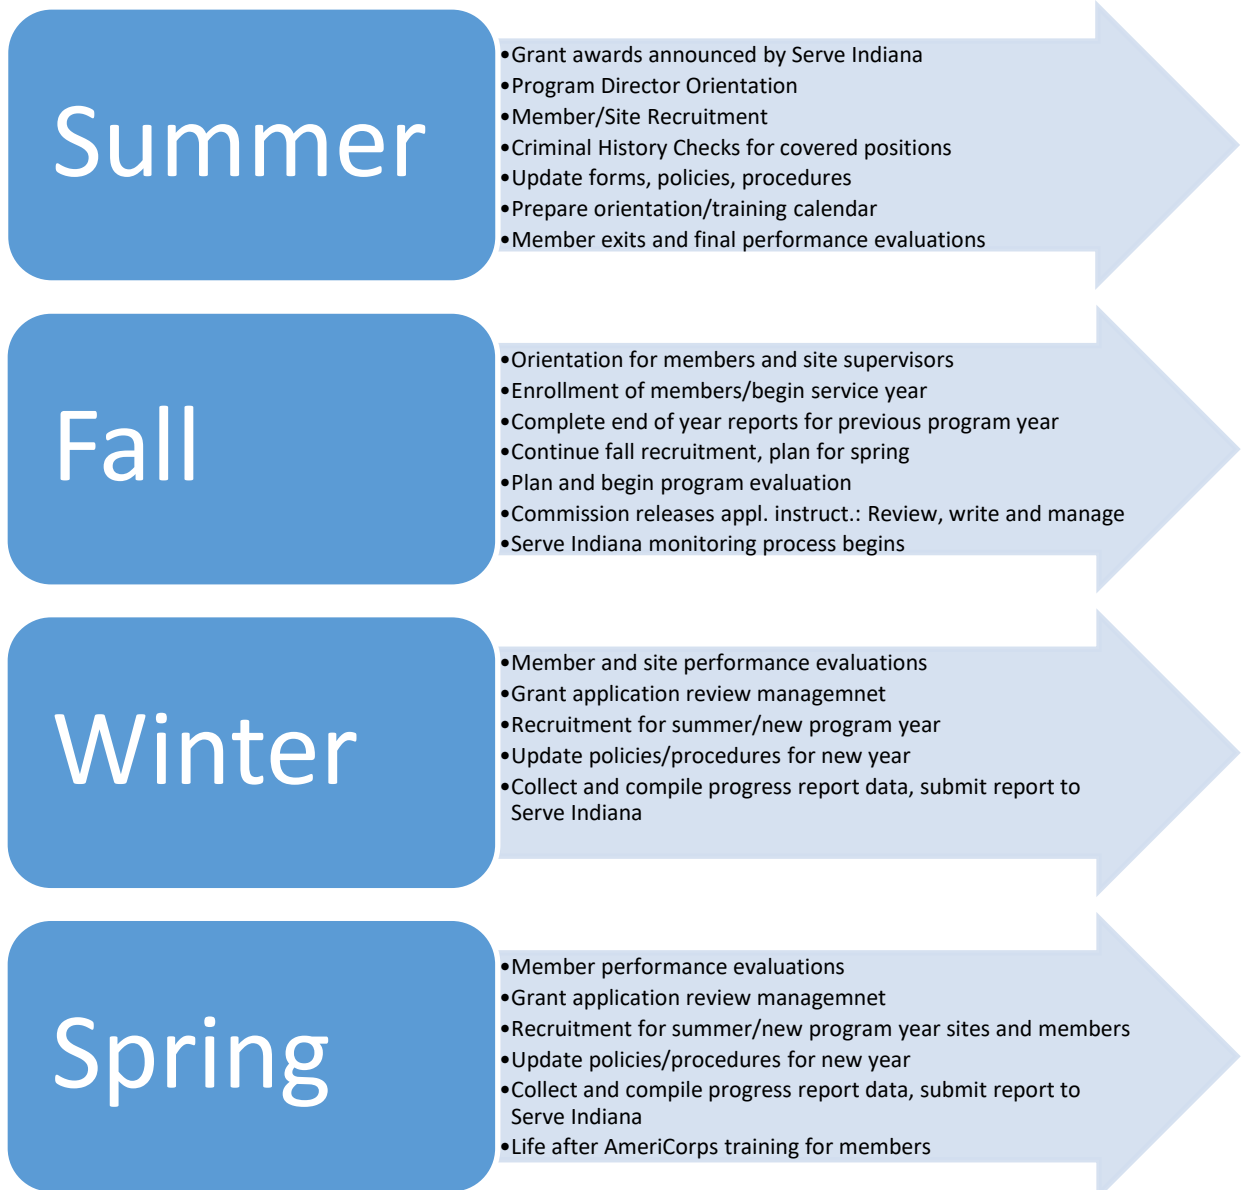 Summer
•Grant awards announced by Serve Indiana
•Program Director Orientation
•Member/Site Recruitment
•Criminal History Checks for covered positions
•Update forms, policies, procedures
•Prepare orientation/training calendar
•Member exits and final performance evaluations
Fall
•Orientation for members and site supervisors
•Enrollment of members/begin service year
•Complete end of year reports for previous program year
•Continue fall recruitment, plan for spring
•Plan and begin program evaluation
•Commission releases appl. instruct.: Review, write and manage
•Serve Indiana monitoring process begins
Winter
•Member and site performance evaluations
•Grant application review managemnet
•Recruitment for summer/new program year
•Update policies/procedures for new year
•Collect and compile progress report data, submit report to
Serve Indiana
Spring
•Member performance evaluations
•Grant application review managemnet
•Recruitment for summer/new program year sites and members
•Update policies/procedures for new year
•Collect and compile progress report data, submit report to
Serve Indiana
•Life after AmeriCorps training for members